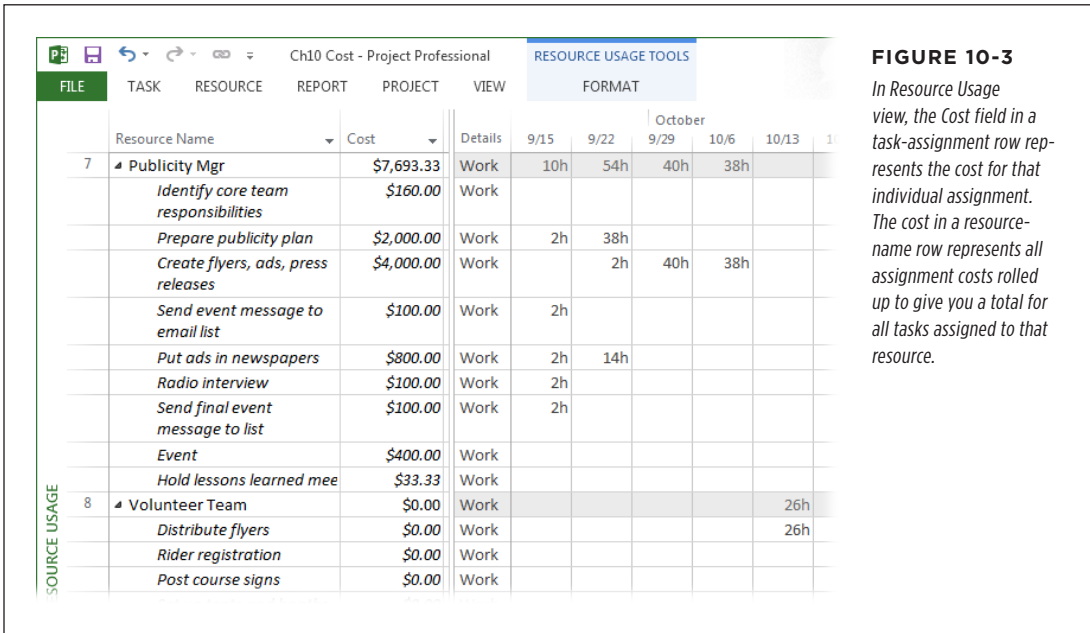 Ch10 Cost - Project Professional
RESOURCE USAGE TOOLS
FILE TASK RESOURCE REPORT PROJECT VIEW FORMAT
October
Resource Name Cost Details 9/15 9/22 9/29 10/6 10/13
7 Publicity Mgr $7,693.33 Work 10h 54h 40h 38h
Identify core team $160.00 Work
responsibilities
Prepare publicity plan $2,000.00 Work 2h 38h
Create flyers, ads, press $4,000.00 Work 2h 40h 38h
releases
Send event message to $100.00 Work 2h
email list
Put ads in newspapers $800.00 Work 2h 14h
Radio interview $100.00 Work 2h
Send final event $100.00 Work 2h
message to list
Event $400.00 Work
Hold lessons learned mee $33.33 Work
8 Volunteer Team $0.00 Work 26h
Distribute flyers $0.00 Work 26h
Rider registration $0.00 Work
Post course signs $0.00 Work
SOURCE USAGE
FIGURE 10-3
In Resource Usage
view, the Cost field in a
task-assignment row rep-
resents the cost for that
individual assignment.
The cost in a resource-
name row represents all
assignment costs rolled
up to give you a total for
all tasks assigned to that
resource.